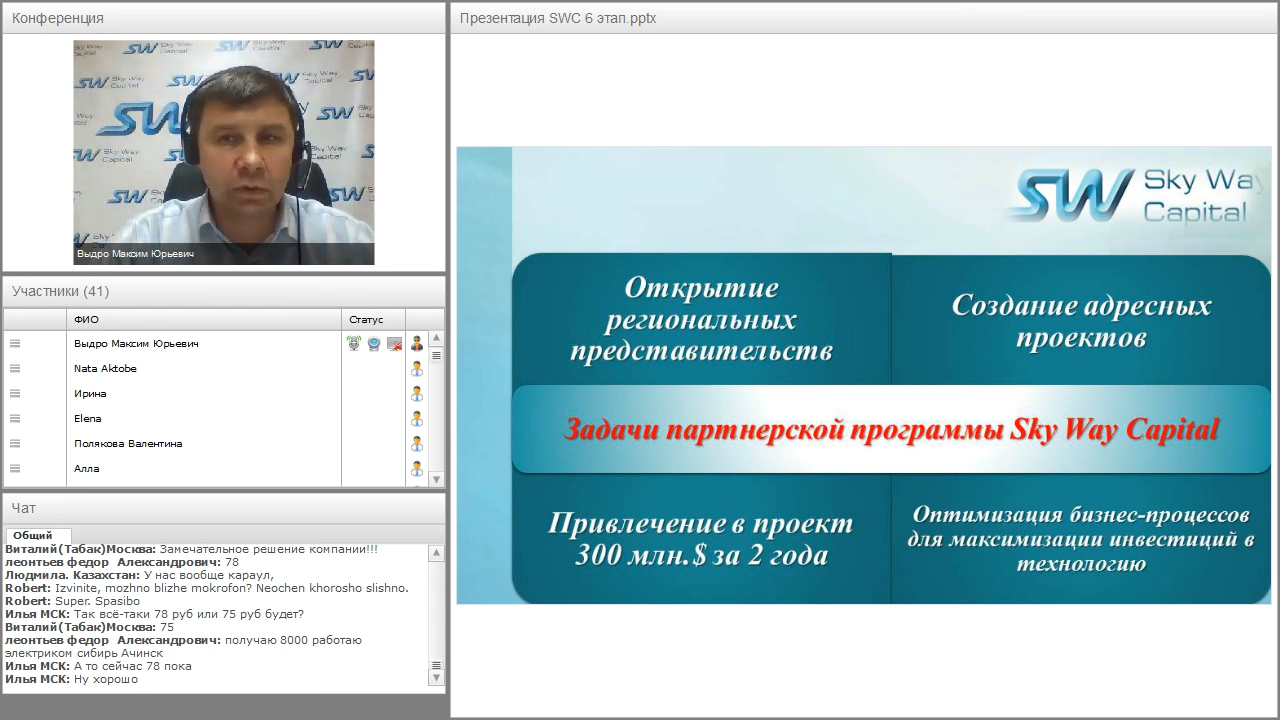 Конференция
SW Sky Way Capital
Выдро Максим Юрьевич
Участники (41)
ФИО
Статус
Выдро Максим Юрьевич
Nata Aktobe
Ирина
Elena
Полякова Валентина
Алла
Чат
Общий
Виталий(Табак)Москва: Замечательное решение компании!!!
леонтьев федор Александрович: 78
Людмила. Казахстан: У нас вообще караул,
Robert: Izvinite, mozhno blizhe mokrofon? Neochen khorosho slishno.
Robert: Super. Spasibo
Илья МСК: Так всё-таки 78 руб или 75 руб будет?
Виталий(Табак)Москва: 75
леонтьев федор Александрович: получаю 8000 работаю
электриком сибирь Ачинск
Илья МСК: А то сейчас 78 пока
Илья МСК: Ну хорошо
Презентация SWC 6 этап.pptx
SW Sky Way
Capital
Открытие
региональных
представительств
Создание адресных
проектов
Задачи партнерской программы Sky Way Capital
Привлечение в проект
300 млн.$ за 2 года
Оптимизация бизнес-процессов
для максимизации инвестиций в
технологию